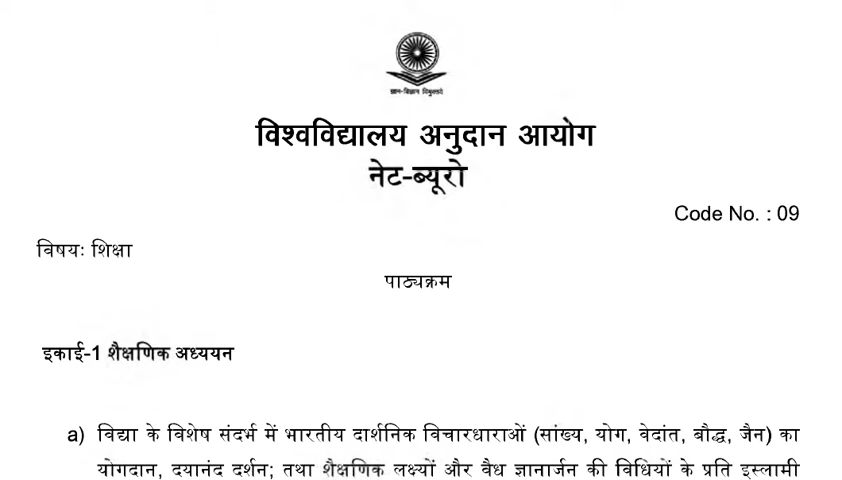 ज्ञान-विज्ञान विमुक्तये
विश्वविद्यालय अनुदान आयोग
नेट-ब्यूरो
Code No. : 09
विषय: शिक्षा
पाठ्यक्रम
इकाई-1 शैक्षणिक अध्ययन
a) विद्या के विशेष संदर्भ में भारतीय दार्शनिक विचारधाराओं (सांख्य, योग, वेदांत, बौद्ध, जैन) का
योगदान, दयानंद दर्शन; तथा शैक्षणिक लक्ष्यों और वैध ज्ञानार्जन की विधियों के प्रति इस्लामी